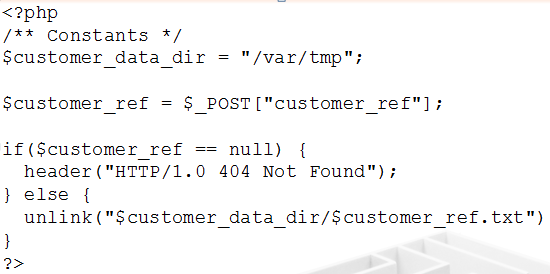 <?php
/** Constants */
$customer_data_dir = "/var/tmp";
$customer_ref = $_POST["customer_ref"];
if($customer_ref == null) {
header("HTTP/1.0 404 Not Found");
} else {
unlink("$customer_data_dir/$customer_ref.txt")
}
?>